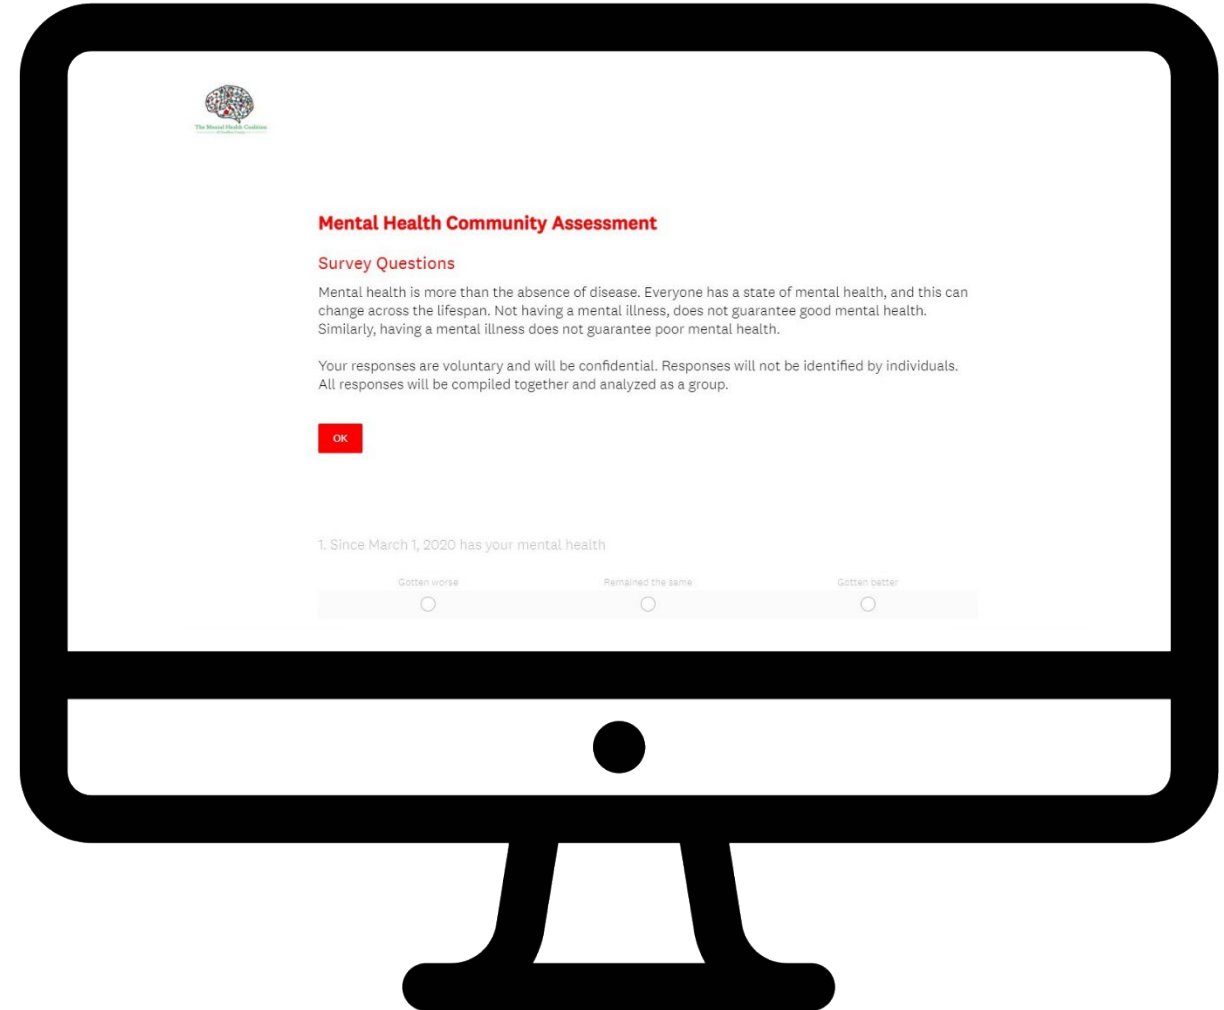 The Mental Health Coalition
Mental Health Community Assessment
Survey Questions
Mental health is more than the absence of disease. Everyone has a state of mental health, and this can
change across the lifespan. Not having a mental illness, does not guarantee good mental health.
Similarly, having a mental illness does not guarantee poor mental health.
Your responses are voluntary and will be confidential. Responses will not be identified by individuals.
All responses will be compiled together and analyzed as a group.
OK
1. Since March 1, 2020 has your mental health
Gotten worse Remained the same Gotten better